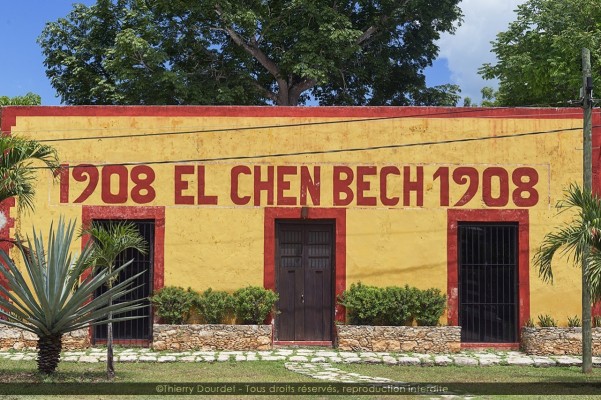 1908 EL CHEN BECH 1908
©Thierry Dourdet - Tous droits réservés, reproduction interdite